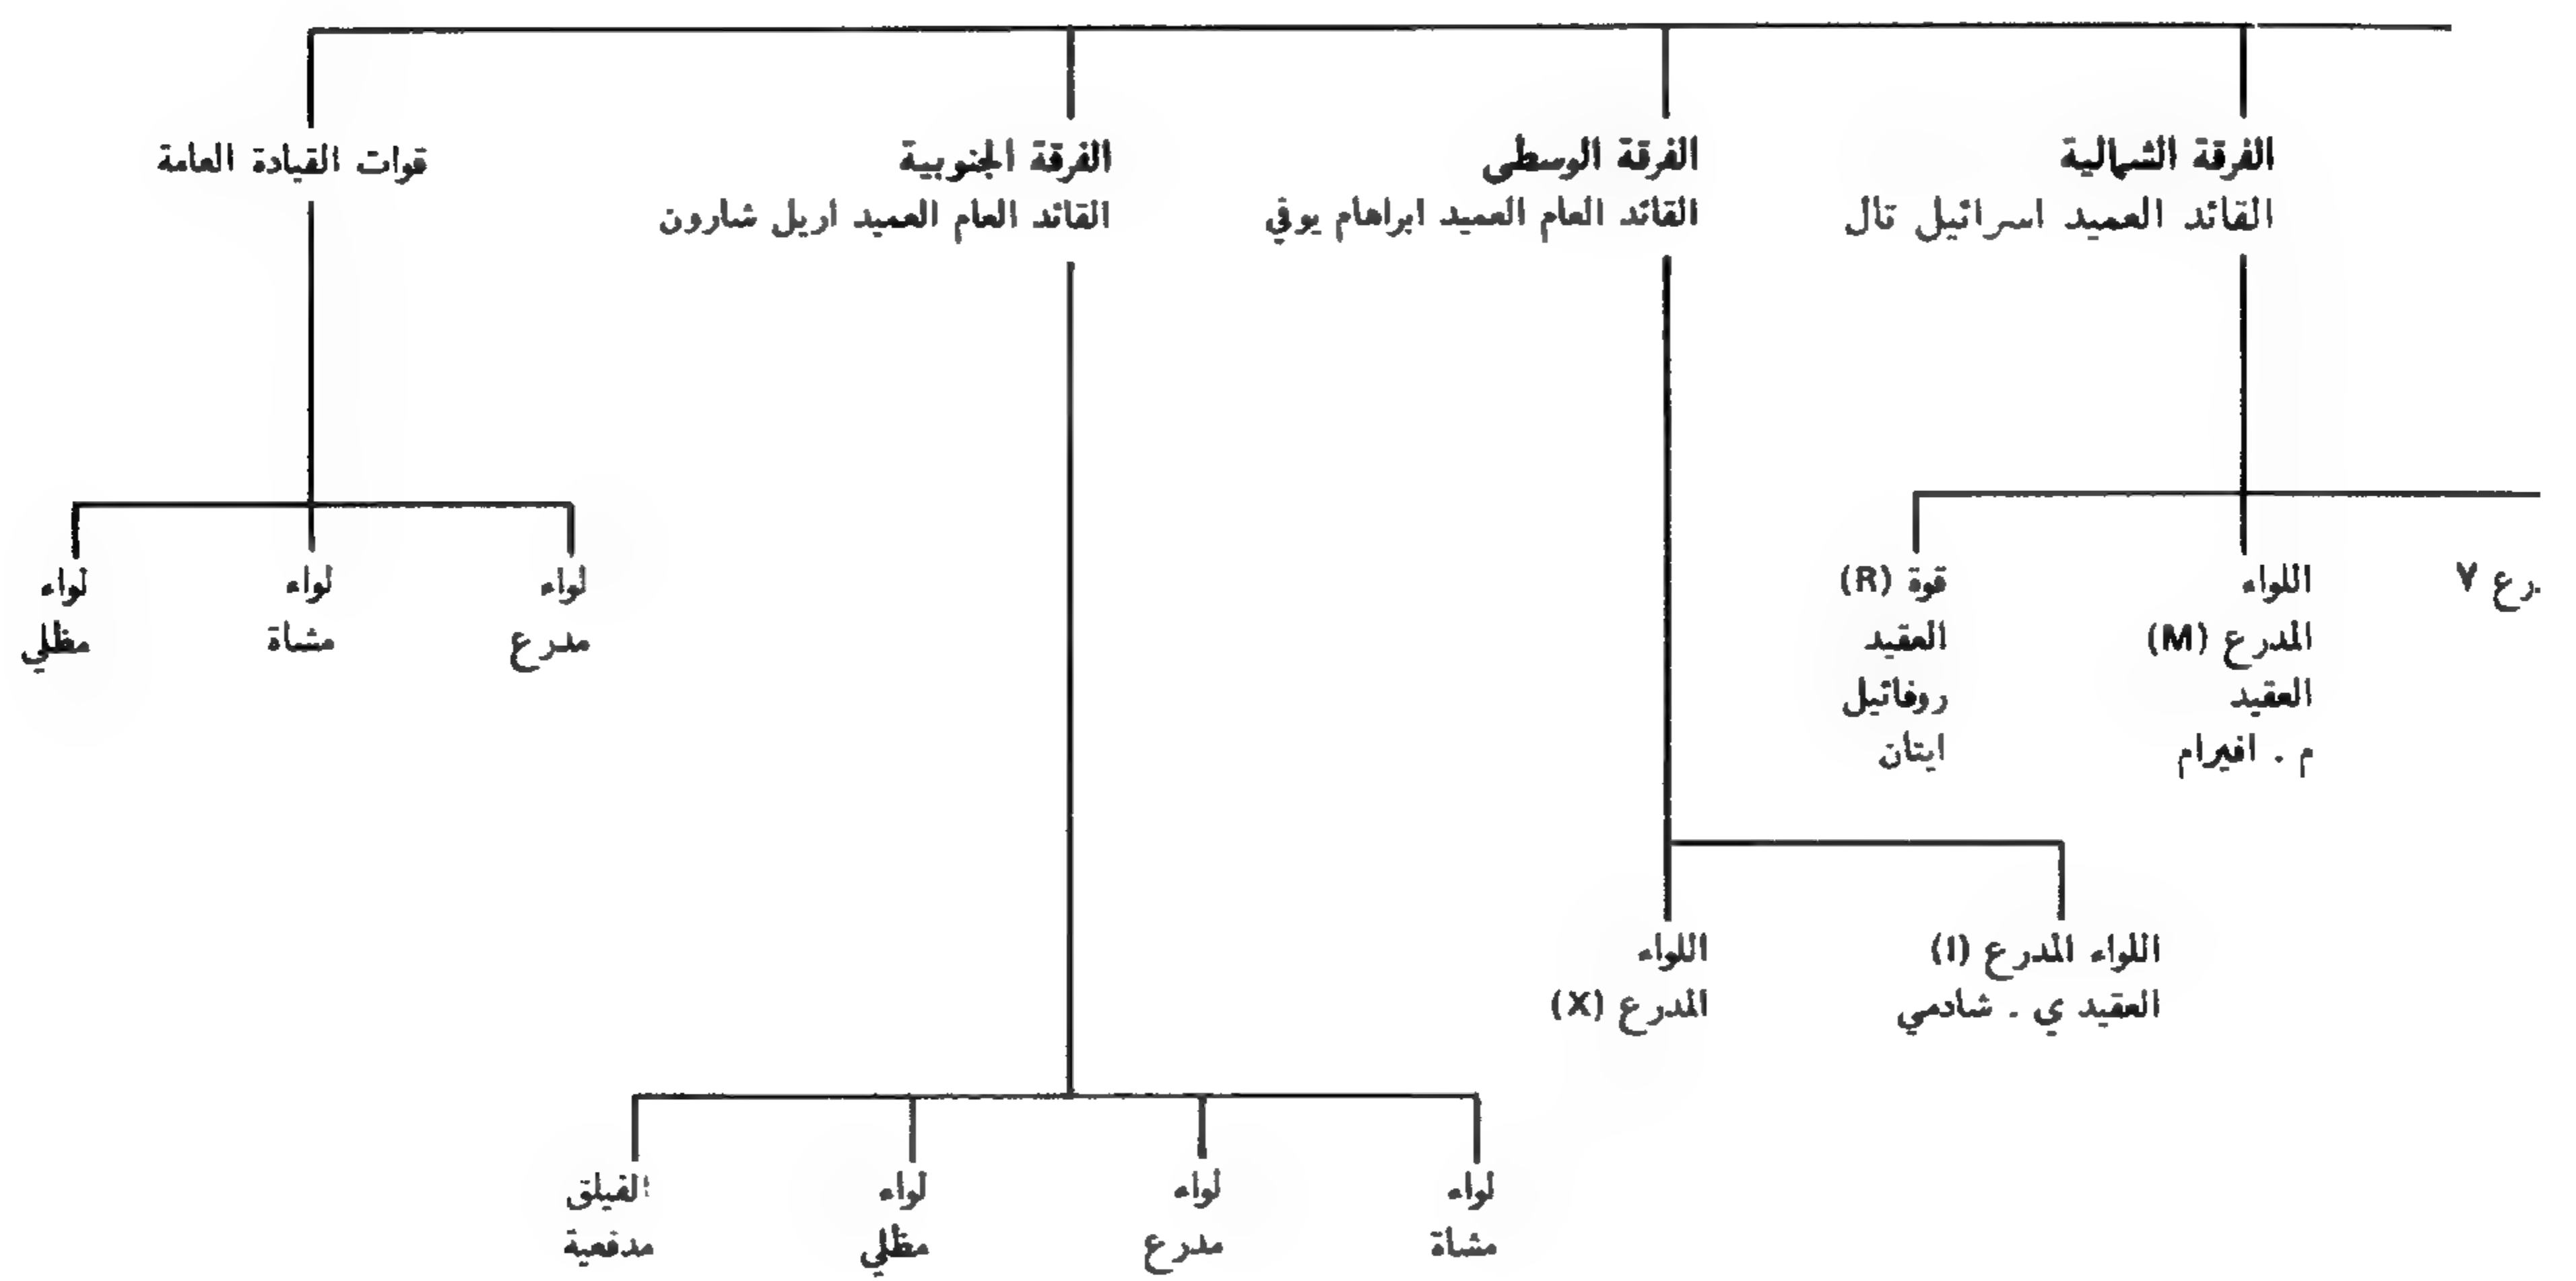 الفرقة الشمالية
القائد العميد اسرائيل تال
الفرقة الوسطى
القائد العام العميد ابراهام يوفي
الفرقة الجنوبية
القائد العام العميد اريل شارون
قوات القيادة العامة
رع ٧
اللواء
المدرع (M)
العقيد
م . افيرام
قوة (R)
العقيد
روفائيل
ايتان
لواء
مدرع
لواء
مشاة
لواء
مظلي
اللواء المدرع (I)
العقيد ي . شادمي
اللواء
المدرع (X)
لواء
مشاة
لواء
مدرع
لواء
مظلي
الفيلق
مدفعية